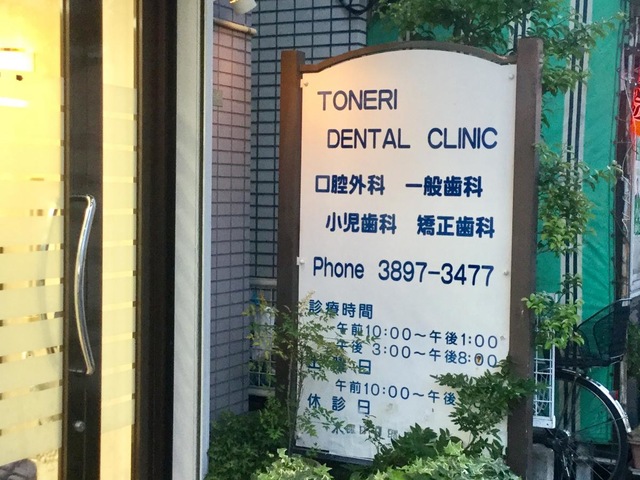 TONERI
DENTAL CLINIC
口腔外科 一般歯科
小児歯科 矯正歯科
Phone 3897-3477
診療時間
午前10:00〜午後1:00
午後 3:00〜午後8:00
日
午前10:00〜午後
休診日